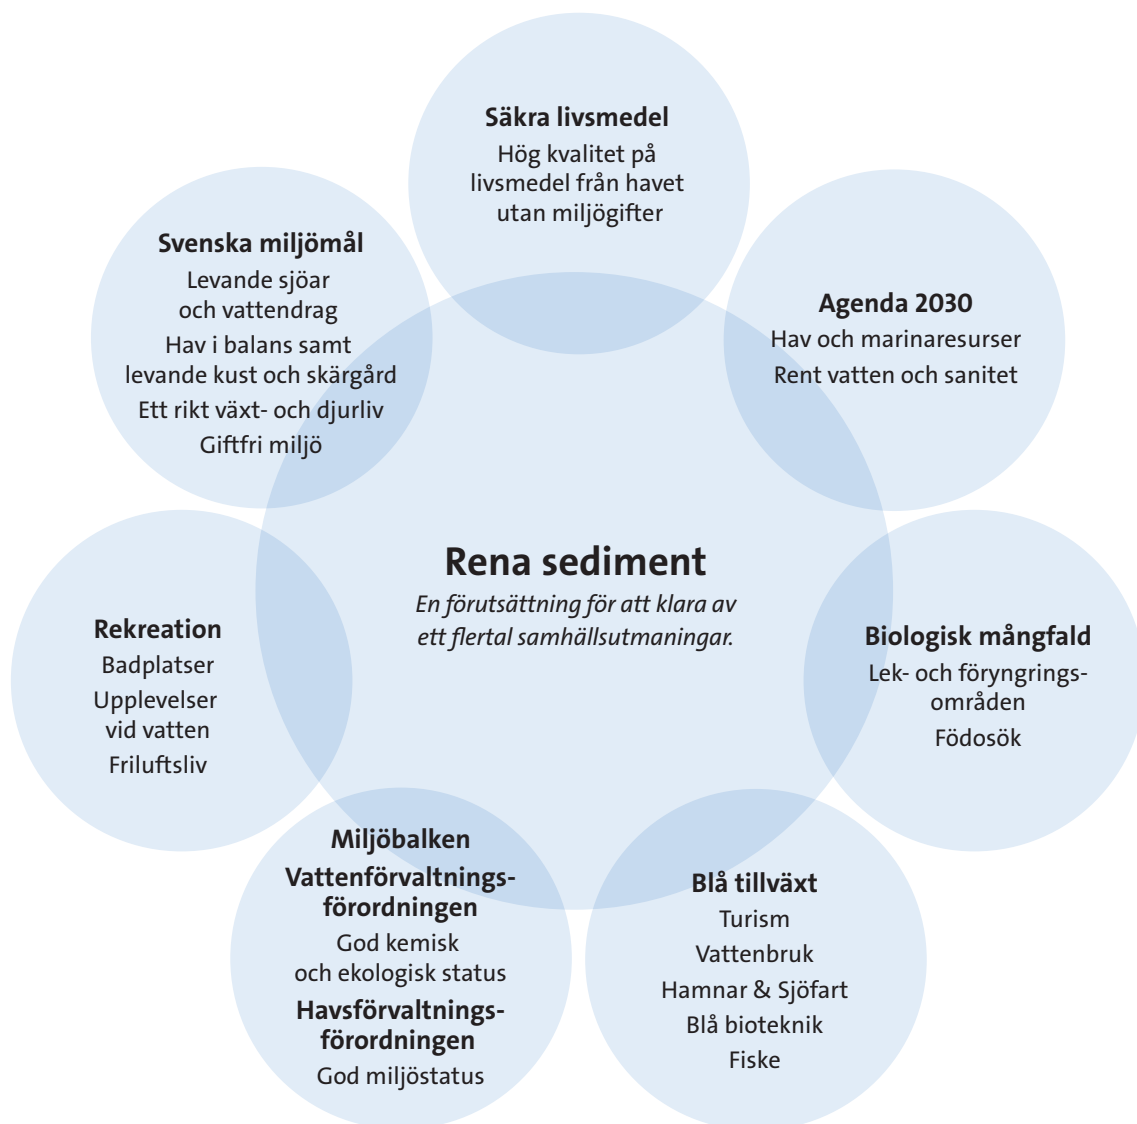 Säkra livsmedel
Hög kvalitet på
livsmedel från havet
utan miljögifter
Svenska miljömål
Levande sjöar
och vattendrag
Hav i balans samt
levande kust och skärgård
Ett rikt växt- och djurliv
Giftfri miljö
Agenda 2030
Hav och marinaresurser
Rent vatten och sanitet
Rena sediment
En förutsättning för att klara av
ett flertal samhällsutmaningar.
Rekreation
Badplatser
Upplevelser
vid vatten
Friluftsliv
Biologisk mångfald
Lek- och föryngrings-
områden
Födosök
Miljöbalken
Vattenförvaltnings-
förordningen
God kemisk
och ekologisk status
Havsförvaltnings-
förordningen
God miljöstatus
Blå tillväxt
Turism
Vattenbruk
Hamnar & Sjöfart
Blå bioteknik
Fiske